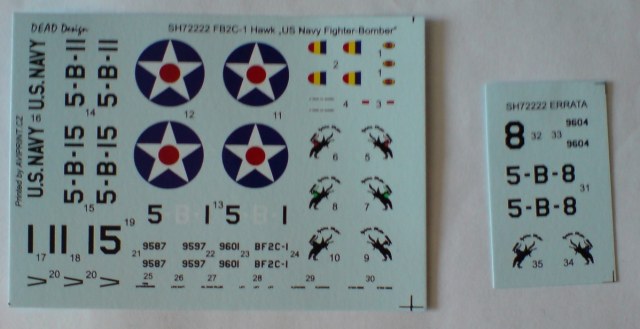 DEAD Design
SH72222 FB2C-1 Hawk „US Navy Fighter-Bomber"
Printed by AVIPRINT.CZ
U.S. NAVY
U.S. NAVY
16
5-B-11
5-B-11
14
5-B-15
5-B-15
15
12
11
1
1
2
4
3
6
5
8
7
10
9
19
5 B 1
13
5 1
1 11 15
17
18
20
20
21
9587
9597
9601
BF2C-1
22
23
24
9587
9597
9601
BF2C-1
25
26
27
28
29
30
SH72222 ERRATA
8
32
33
9604
9604
5-B-8
31
5-B-8
35
34